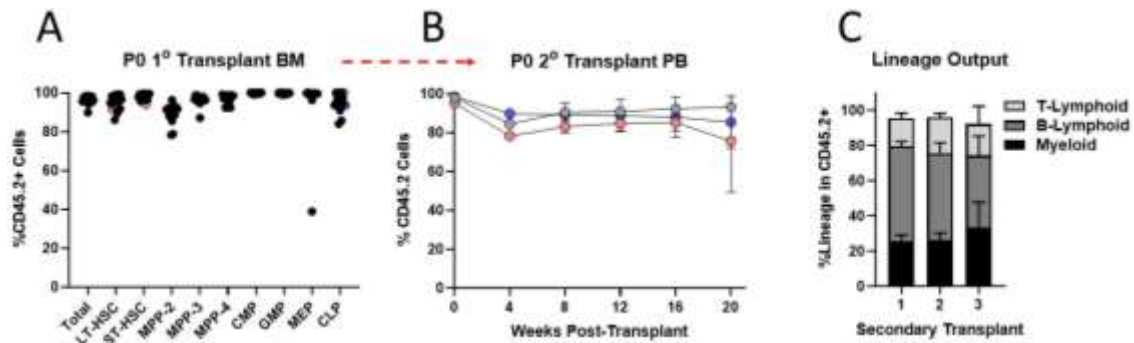 A
P0 1° Transplant BM
%CD45.2+ Cells
100
80
60
40
20
0
Total
LT-HSC
ST-HSC
MPP-2
MPP-3
MPP-4
CMP
GMP
MEP
CLP
B
P0 2° Transplant PB
% CD45.2 Cells
100
80
60
40
20
0
0 4 8 12 16 20
Weeks Post-Transplant
C
Lineage Output
%Lineage in CD45.2+
100
80
60
40
20
0
1 2 3
Secondary Transplant
T-Lymphoid
B-Lymphoid
Myeloid